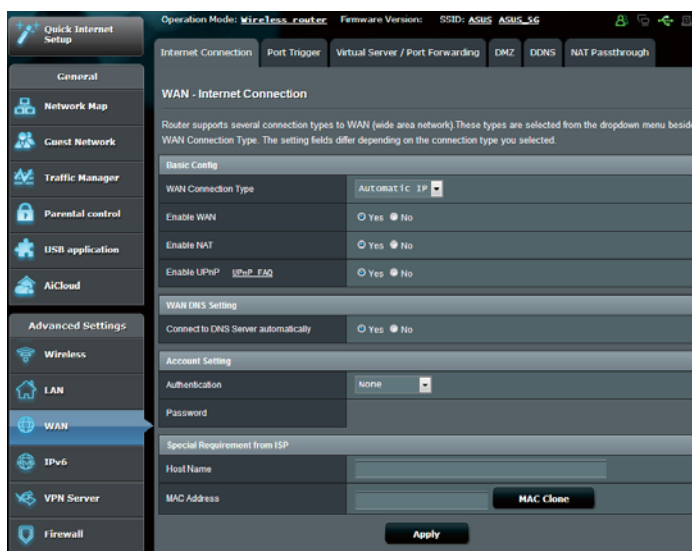 Quick Internet
Setup
Operation Mode: Wireless router Firmware Version: SSID: ASUS ASUS_5G
Internet Connection Port Trigger Virtual Server / Port Forwarding DMZ DDNS NAT Passthrough
General
Network Map
Guest Network
Traffic Manager
Parental control
USB application
AiCloud
Advanced Settings
Wireless
LAN
WAN
IPv6
VPN Server
Firewall
WAN - Internet Connection
Router supports several connection types to WAN (wide area network).These types are selected from the dropdown menu beside
WAN Connection Type. The setting fields differ depending on the connection type you selected.
Basic Config
WAN Connection Type Automatic IP
Enable WAN Yes No
Enable NAT Yes No
Enable UPnP UPnP FAQ Yes No
WAN DNS Setting
Connect to DNS Server automatically Yes No
Account Setting
Authentication None
Password
Special Requirement from ISP
Host Name
MAC Address MAC Clone
Apply